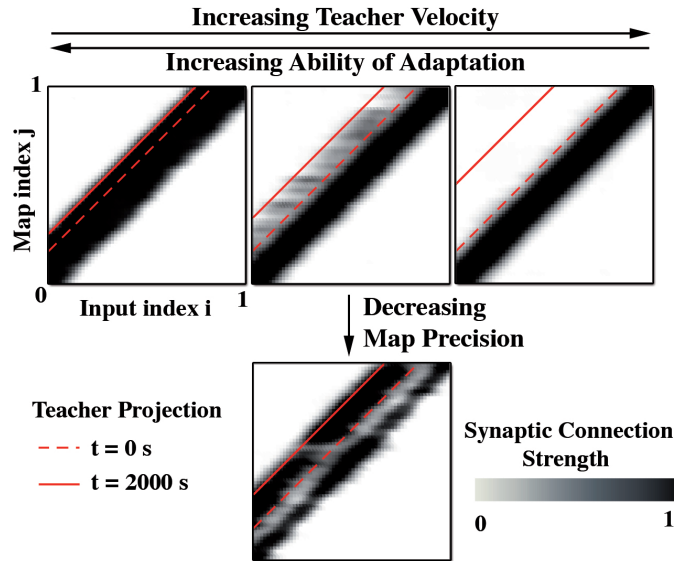 Increasing Teacher Velocity
Increasing Ability of Adaptation
1
Map index j
0
Input index i
1
Decreasing
Map Precision
Teacher Projection
t = 0 s
t = 2000 s
Synaptic Connection
Strength
0
1